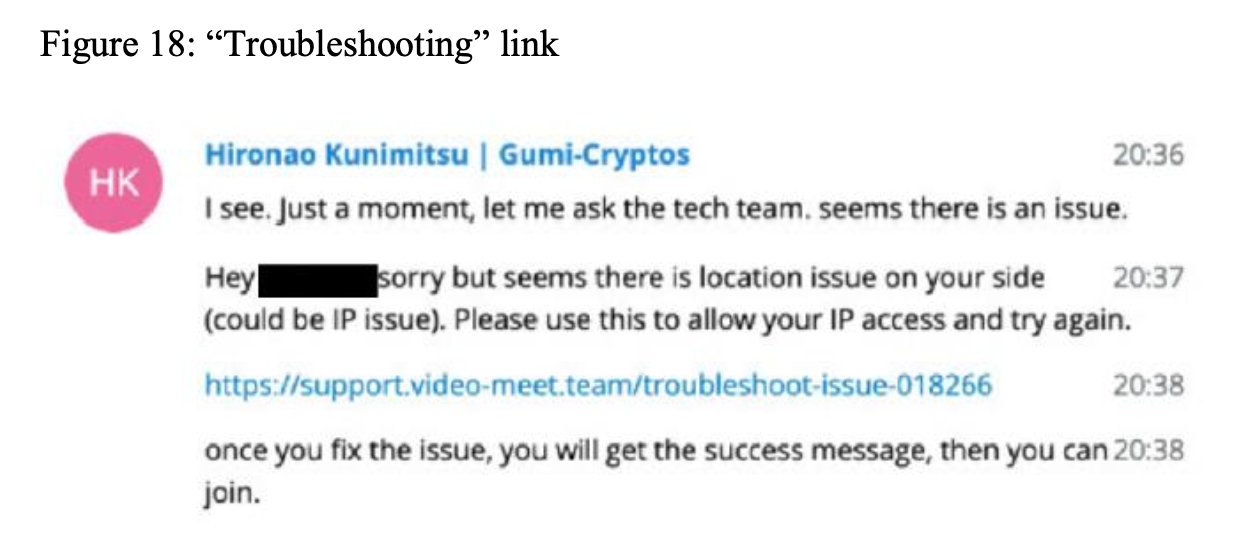 Figure 18: “Troubleshooting” link
HK
Hironao Kunimitsu | Gumi-Cryptos 20:36
I see. Just a moment, let me ask the tech team. seems there is an issue.
Hey sorry but seems there is location issue on your side 20:37
(could be IP issue). Please use this to allow your IP access and try again.
https://support.video-meet.team/troubleshoot-issue-018266 20:38
once you fix the issue, you will get the success message, then you can 20:38
join.